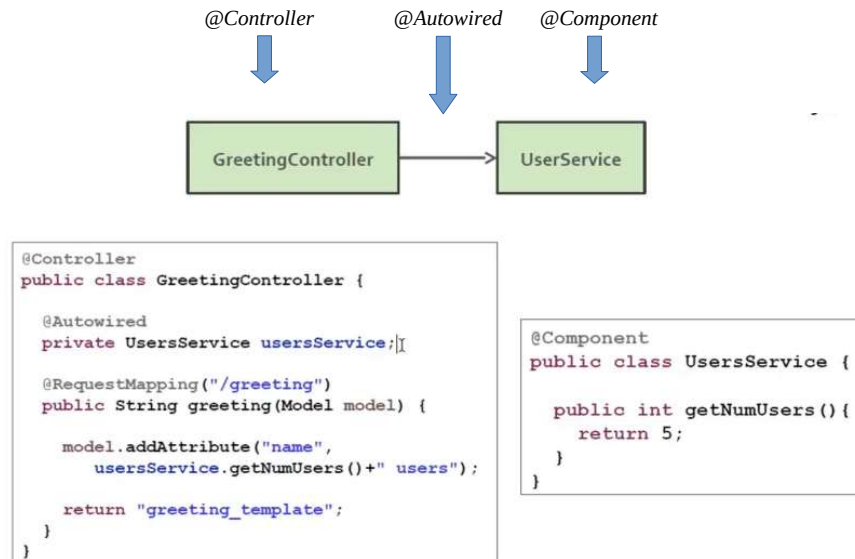 @Controller @Autowired @Component
GreetingController UserService
@Controller
public class GreetingController {
@Autowired
private UsersService usersService;
@RequestMapping("/greeting")
public String greeting(Model model) {
model.addAttribute("name",
usersService.getNumUsers()+" users");
return "greeting_template";
}
}
@Component
public class UsersService {
public int getNumUsers(){
return 5;
}
}